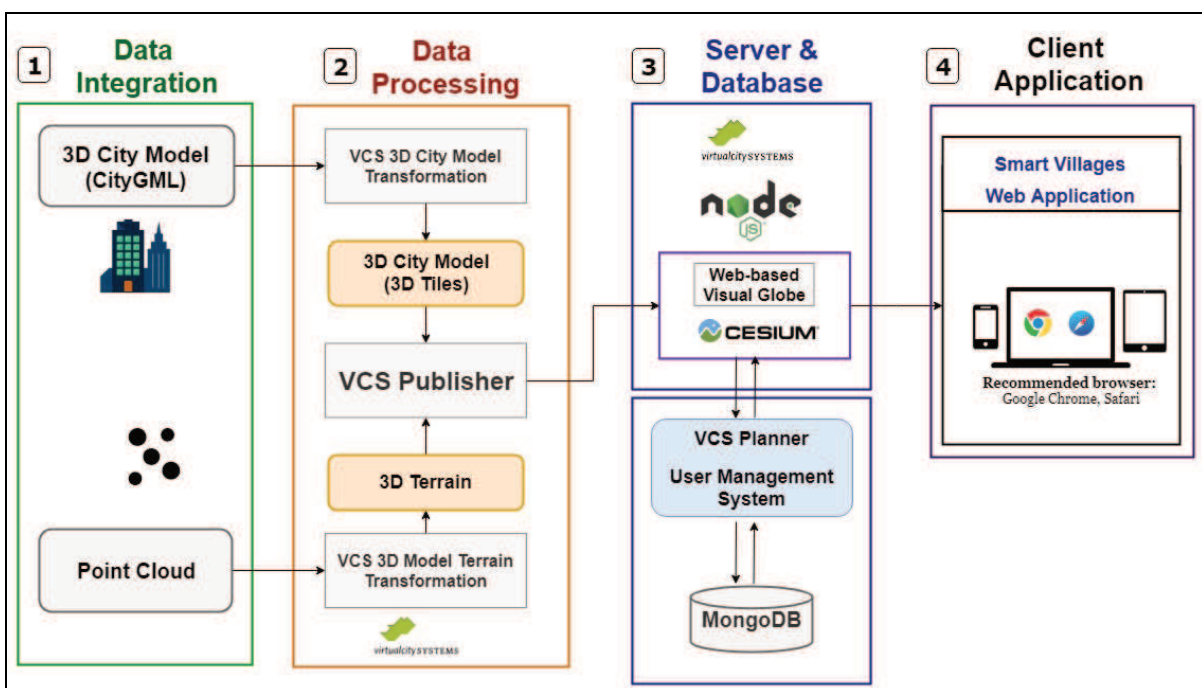 1
Data
Integration
3D City Model
(CityGML)
Point Cloud
2
Data
Processing
VCS 3D City Model
Transformation
3D City Model
(3D Tiles)
VCS Publisher
3D Terrain
VCS 3D Model Terrain
Transformation
virtualcitySYSTEMS
3
Server &
Database
virtualcitySYSTEMS
node
JS
Web-based
Visual Globe
CESIUM
VCS Planner
User Management
System
MongoDB
4
Client
Application
Smart Villages
Web Application
Recommended browser:
Google Chrome, Safari